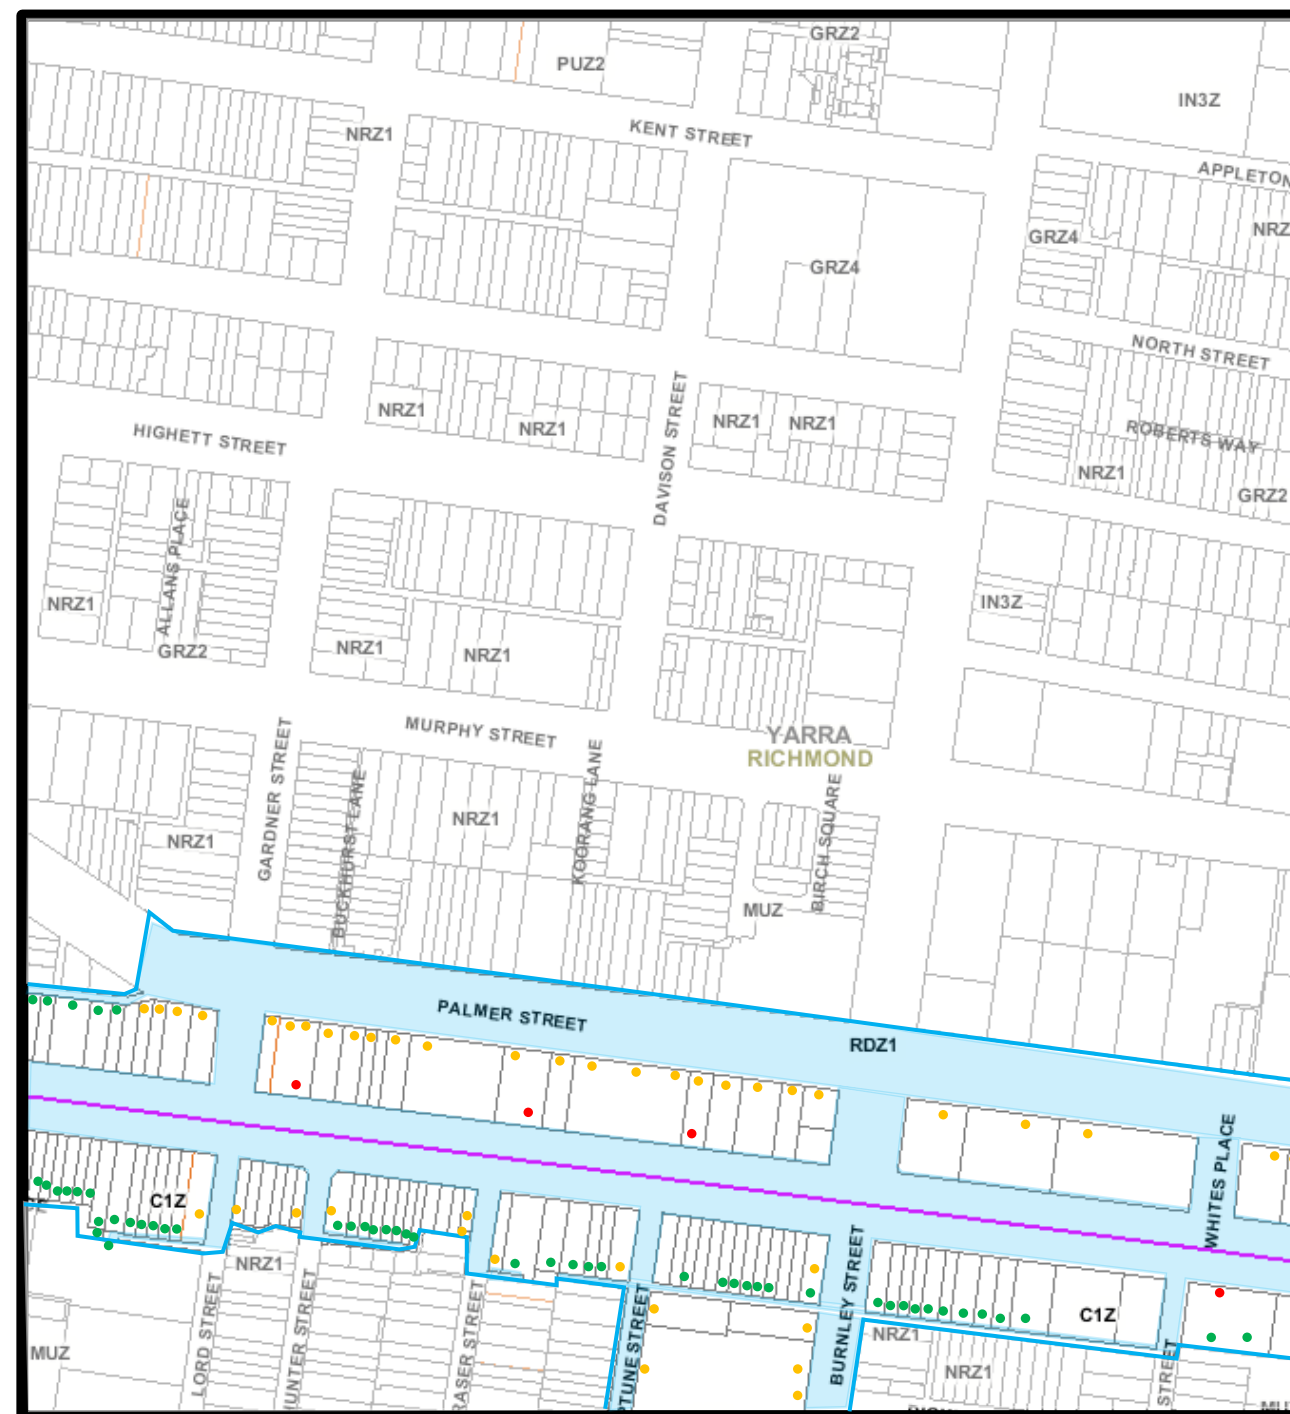 GRZ2
PUZ2
IN3Z
NRZ1
KENT STREET
APPLETON
NRZ
GRZ4
GRZ4
NORTH STREET
NRZ1
NRZ1
NRZ1
NRZ1
DAVISON STREET
HIGHETT STREET
ROBERTS WAY
NRZ1
GRZ2
ALLANS PLACE
NRZ1
IN3Z
GRZ2
NRZ1
NRZ1
MURPHY STREET
YARRA
RICHMOND
GARDNER STREET
BUCKHURST LANE
KOORANG LANE
BIRCH SQUARE
NRZ1
NRZ1
MUZ
PALMER STREET
RDZ1
WHITES PLACE
C1Z
NRZ1
LORD STREET
HUNTER STREET
RASER STREET
PTUNE STREET
BURNLEY STREET
C1Z
NRZ1
MUZ
NRZ1
STREET